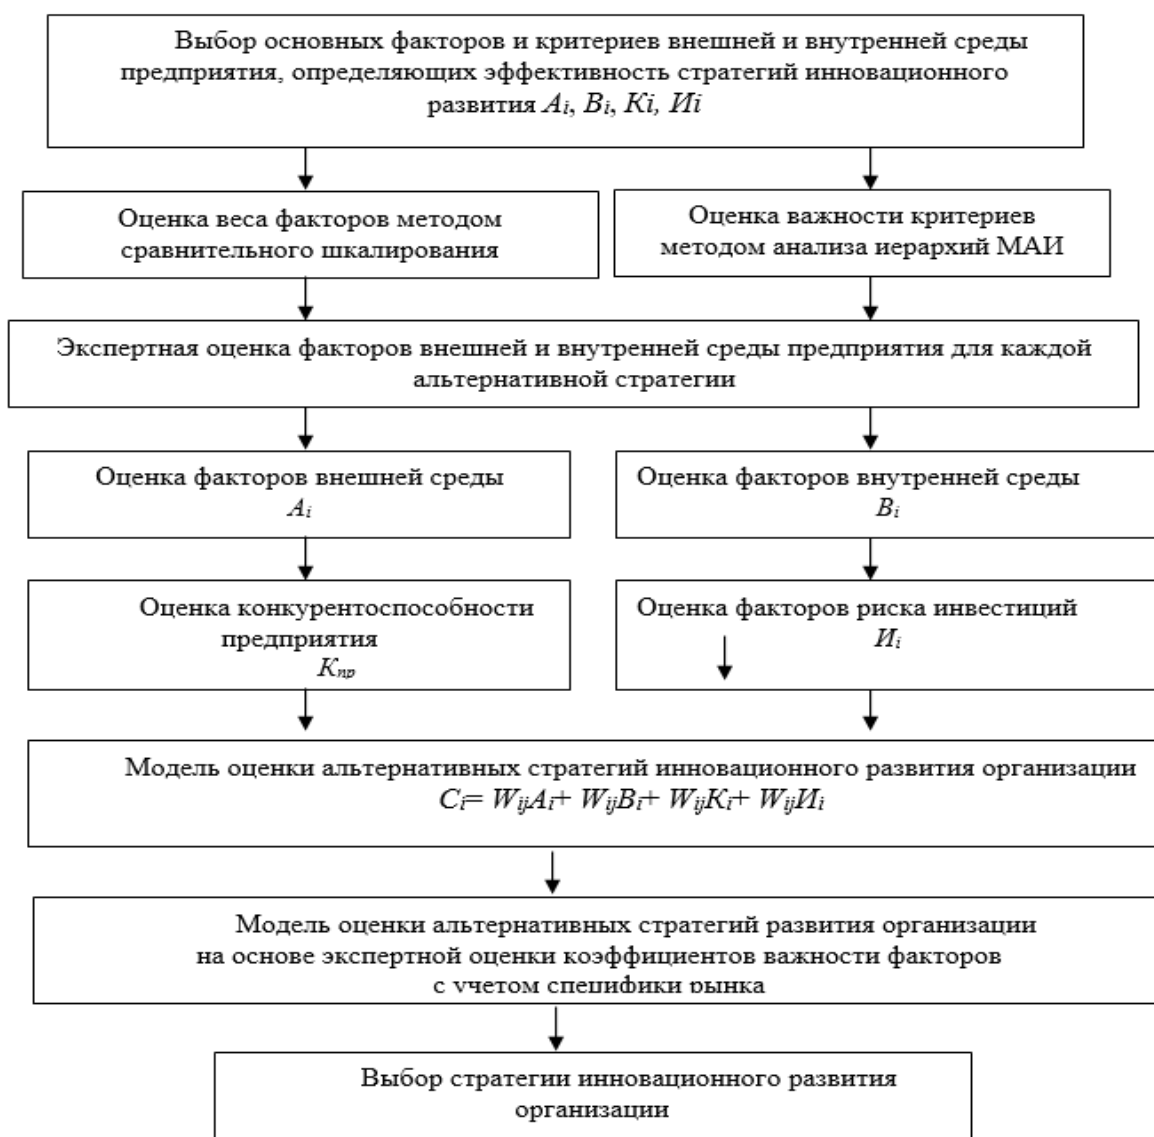 Выбор основных факторов и критериев внешней и внутренней среды
предприятия, определяющих эффективность стратегий инновационного
развития Ai, Bi, Кi, Иi
Оценка веса факторов методом
сравнительного шкалирования
Оценка важности критериев
методом анализа иерархий МАИ
Экспертная оценка факторов внешней и внутренней среды предприятия для каждой
альтернативной стратегии
Оценка факторов внешней среды
Ai
Оценка факторов внутренней среды
Bi
Оценка конкурентоспособности
предприятия
Kпр
Оценка факторов риска инвестиций
Иi
Модель оценки альтернативных стратегий инновационного развития организации
Ci= WijAi+ WijBi+ WijKi+ WijИi
Модель оценки альтернативных стратегий развития организации
на основе экспертной оценки коэффициентов важности факторов
с учетом специфики рынка
Выбор стратегии инновационного развития
организации